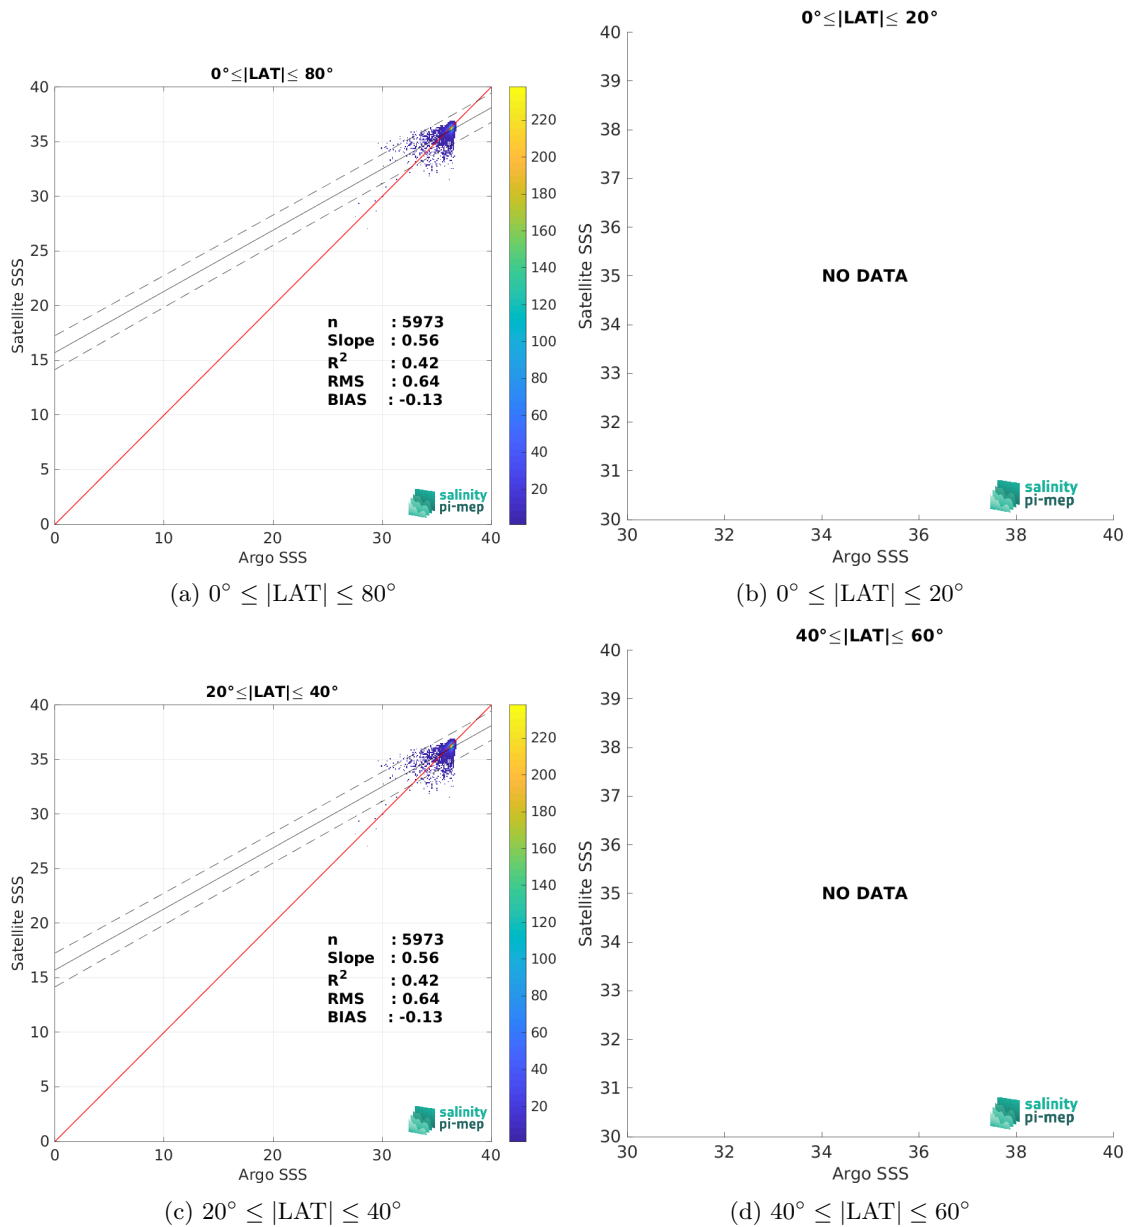 0°≤|LAT|≤ 80°
40
35
30
25
20
15
10
5
0
0
10
20
30
40
Satellite SSS
Argo SSS
n : 5973
Slope : 0.56
R² : 0.42
RMS : 0.64
BIAS : -0.13
salinity
pi-mep
220
200
180
160
140
120
100
80
60
40
20
(a) 0° ≤ |LAT| ≤ 80°
0°≤|LAT|≤ 20°
40
39
38
37
36
35
34
33
32
31
30
30
32
34
36
38
40
Satellite SSS
Argo SSS
NO DATA
salinity
pi-mep
(b) 0° ≤ |LAT| ≤ 20°
20°≤|LAT|≤ 40°
40
35
30
25
20
15
10
5
0
0
10
20
30
40
Satellite SSS
Argo SSS
n : 5973
Slope : 0.56
R² : 0.42
RMS : 0.64
BIAS : -0.13
salinity
pi-mep
220
200
180
160
140
120
100
80
60
40
20
(c) 20° ≤ |LAT| ≤ 40°
40°≤|LAT|≤ 60°
40
39
38
37
36
35
34
33
32
31
30
30
32
34
36
38
40
Satellite SSS
Argo SSS
NO DATA
salinity
pi-mep
(d) 40° ≤ |LAT| ≤ 60°